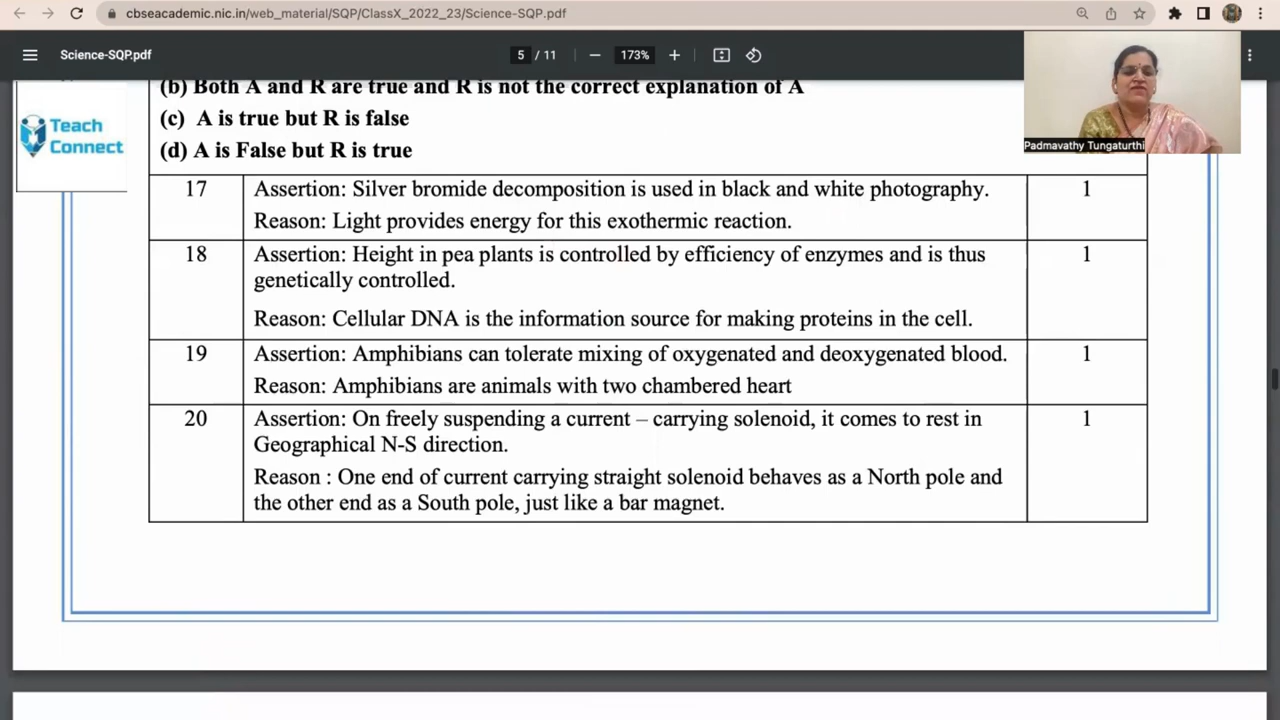 cbseacademic.nic.in/web_material/SQP/ClassX_2022_23/Science-SQP.pdf
Science-SQP.pdf
5 / 11
173%
Padmavathy Tungaturthi
Teach
Connect
(b) Both A and R are true and R is not the correct explanation of A
(c) A is true but R is false
(d) A is False but R is true
17 Assertion: Silver bromide decomposition is used in black and white photography. 1
Reason: Light provides energy for this exothermic reaction.
18 Assertion: Height in pea plants is controlled by efficiency of enzymes and is thus 1
genetically controlled.
Reason: Cellular DNA is the information source for making proteins in the cell.
19 Assertion: Amphibians can tolerate mixing of oxygenated and deoxygenated blood. 1
Reason: Amphibians are animals with two chambered heart
20 Assertion: On freely suspending a current – carrying solenoid, it comes to rest in 1
Geographical N-S direction.
Reason : One end of current carrying straight solenoid behaves as a North pole and
the other end as a South pole, just like a bar magnet.